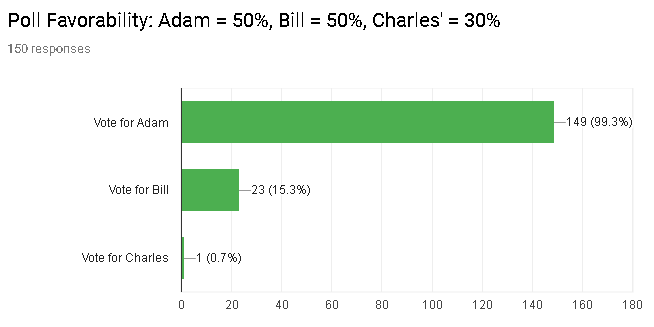 Poll Favorability: Adam = 50%, Bill = 50%, Charles' = 30%
150 responses
Vote for Adam
149 (99.3%)
Vote for Bill
23 (15.3%)
Vote for Charles
1 (0.7%)
0 20 40 60 80 100 120 140 160 180